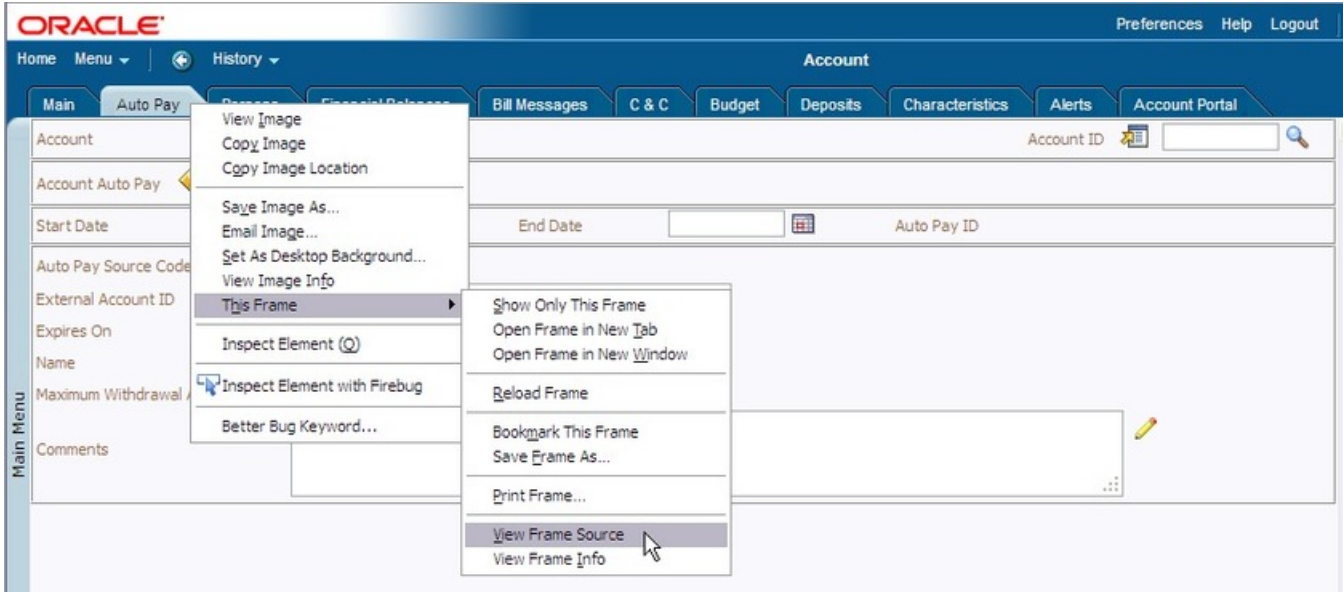 ORACLE
Preferences Help Logout
Home Menu History Account
Main Auto Pay Bill Messages C & C Budget Deposits Characteristics Alerts Account Portal
Account Account ID
Account Auto Pay
Start Date End Date Auto Pay ID
Auto Pay Source Code
External Account ID
Expires On
Name
Maximum Withdrawal
Comments
Main Menu
View Image
Copy Image
Copy Image Location
Save Image As...
Email Image...
Set As Desktop Background...
View Image Info
This Frame
Inspect Element (Q)
Inspect Element with Firebug
Better Bug Keyword...
Show Only This Frame
Open Frame in New Tab
Open Frame in New Window
Reload Frame
Bookmark This Frame
Save Frame As...
Print Frame...
View Frame Source
View Frame Info